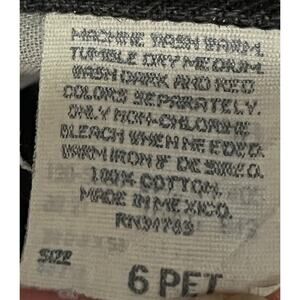 MACHINE WASH WARM.
TUMBLE DRY MEDIUM.
WASH DARK AND RED
COLORS SEPARATELY.
ONLY NON-CHLORINE
BLEACH WHEN NEEDED.
WARM IRON IF DESIRED.
100% COTTON.
MADE IN MEXICO.
SIZE
6 PET